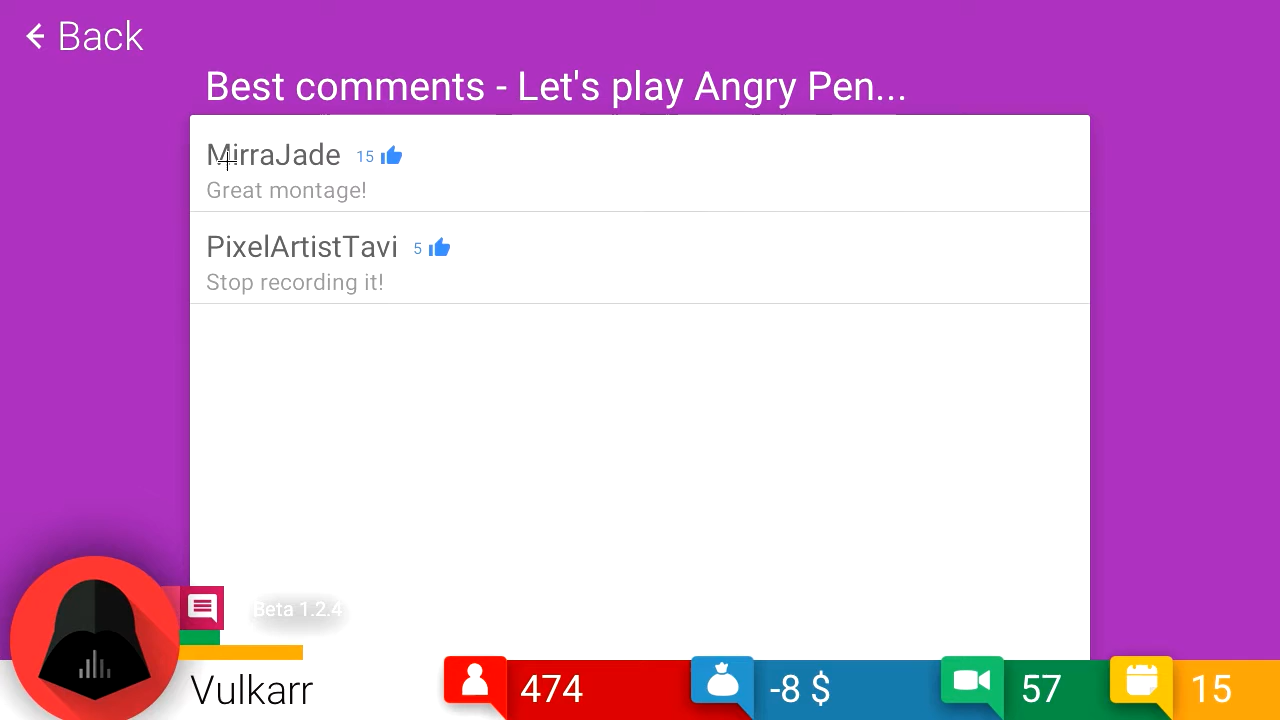 Back
Best comments - Let's play Angry Pen...
MirraJade 15
Great montage!
PixelArtistTavi 5
Stop recording it!
Beta 1.2.4
Vulkarr
474
-8 $
57
15